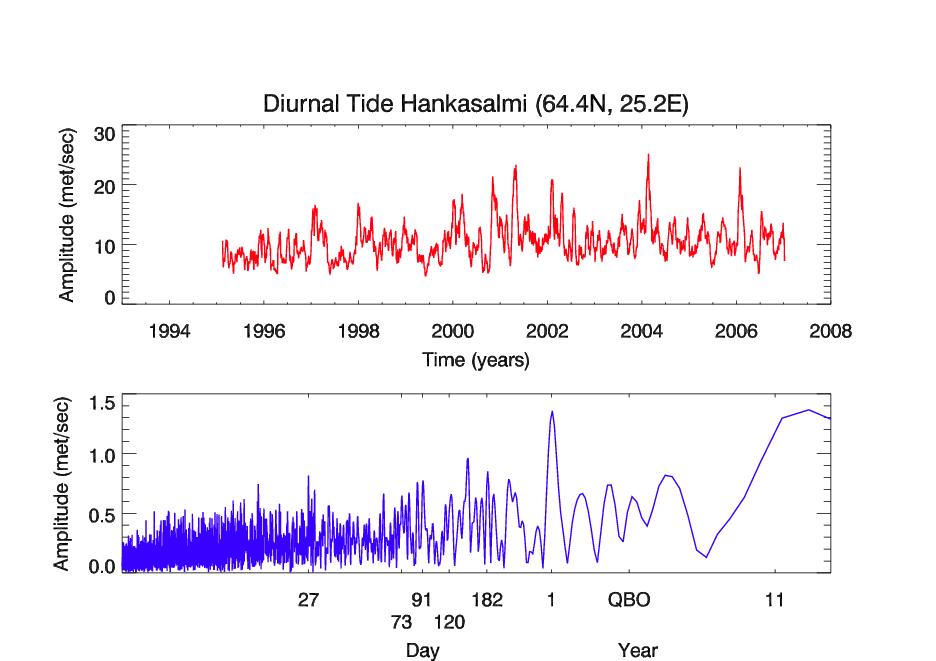 Diurnal Tide Hankasalmi (64.4N, 25.2E)
30
20
10
0
Amplitude (met/sec)
1994 1996 1998 2000 2002 2004 2006 2008
Time (years)
1.5
1.0
0.5
0.0
Amplitude (met/sec)
27 91 182 1 QBO 11
73 120
Day Year